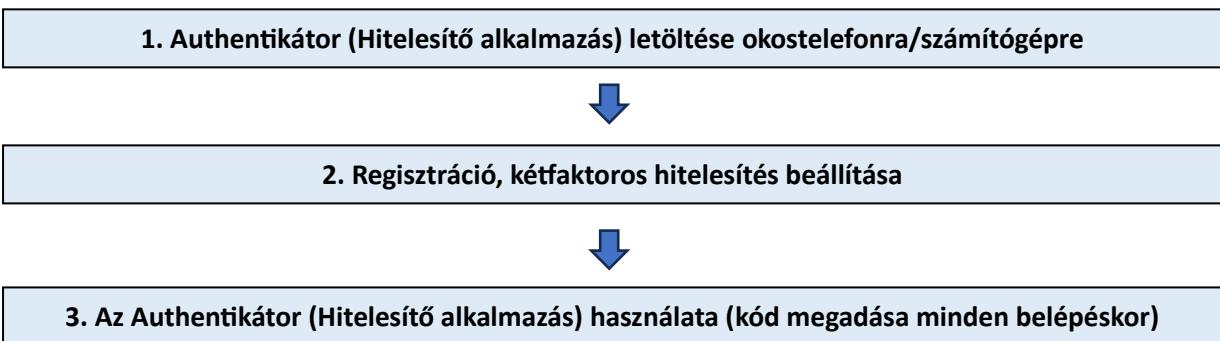 1. Authentikátor (Hitelesítő alkalmazás) letöltése okostelefonra/számítógépre
2. Regisztráció, kétfaktoros hitelesítés beállítása
3. Az Authentikátor (Hitelesítő alkalmazás) használata (kód megadása minden belépéskor)